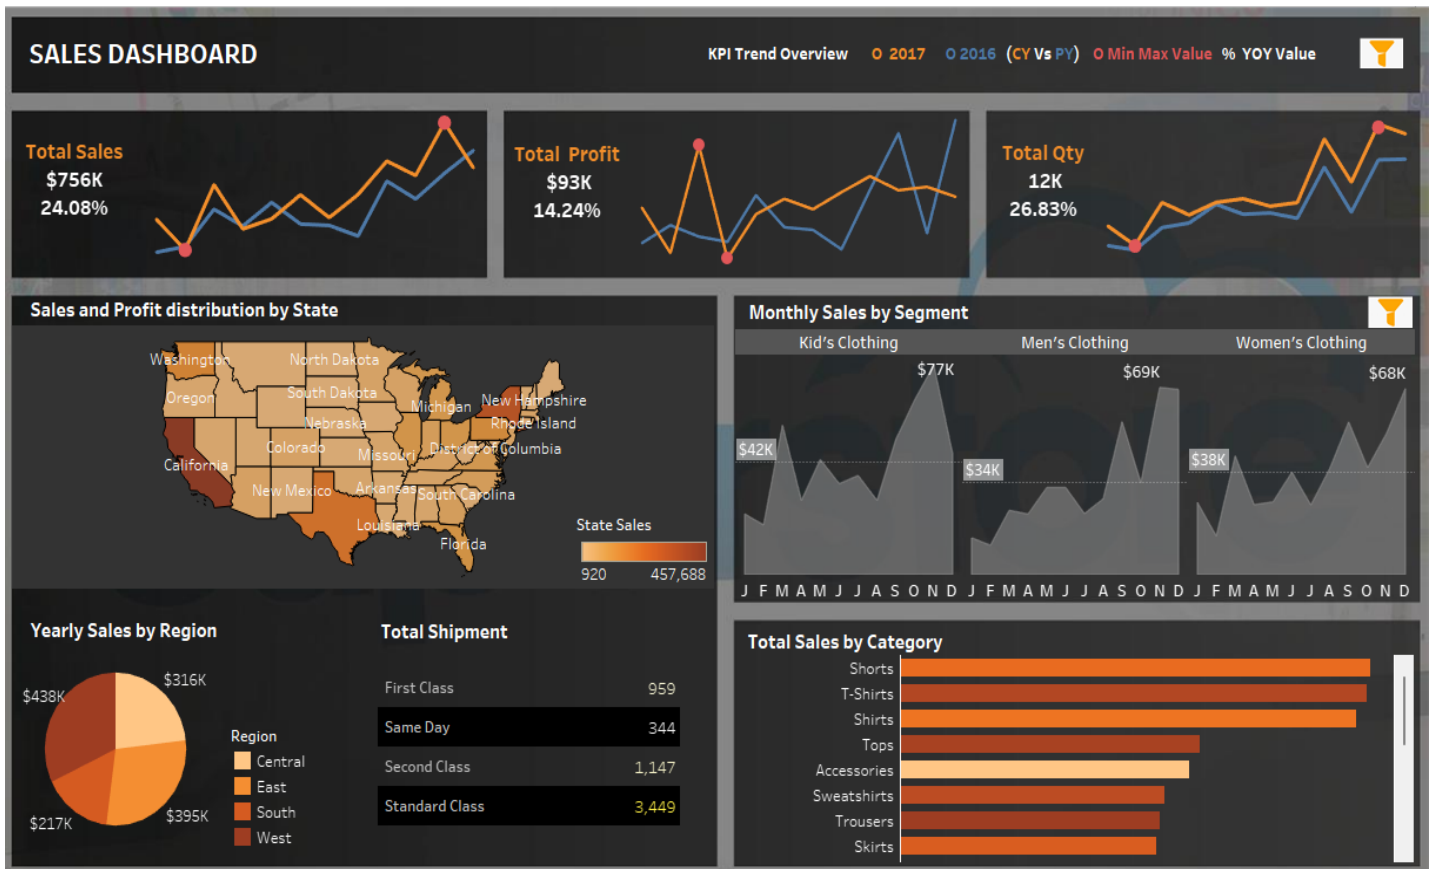 SALES DASHBOARD
KPI Trend Overview O 2017 O 2016 (CY Vs PY) O Min Max Value % YOY Value
Total Sales
$756K
24.08%
Total Profit
$93K
14.24%
Total Qty
12K
26.83%
Sales and Profit distribution by State
Washington
North Dakota
Oregon
South Dakota
Michigan
New Hampshire
Nebraska
Rhode Island
Colorado
Missouri
District of Columbia
California
New Mexico
Arkansas
South Carolina
Louisiana
Florida
State Sales
920 457,688
Monthly Sales by Segment
Kid's Clothing Men's Clothing Women's Clothing
$77K $69K $68K
$42K $34K $38K
J F M A M J J A S O N D J F M A M J J A S O N D J F M A M J J A S O N D
Yearly Sales by Region
$316K
$438K
$217K
$395K
Region
Central
East
South
West
Total Shipment
First Class 959
Same Day 344
Second Class 1,147
Standard Class 3,449
Total Sales by Category
Shorts
T-Shirts
Shirts
Tops
Accessories
Sweatshirts
Trousers
Skirts